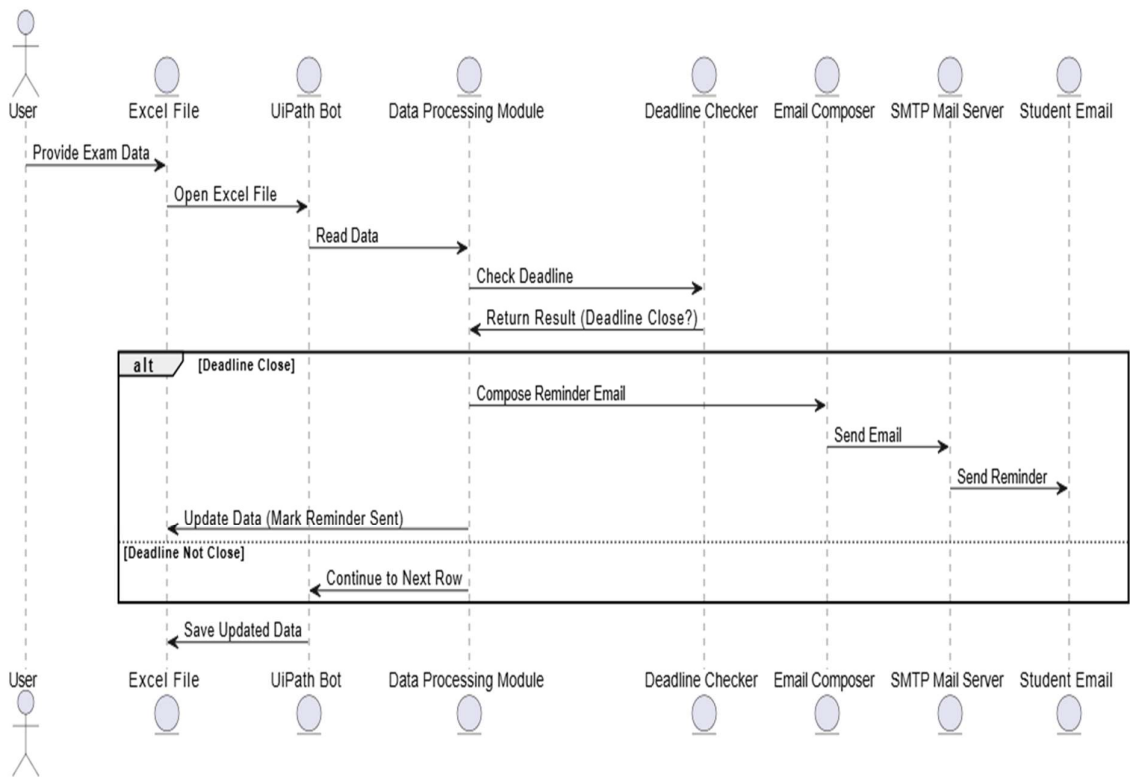 User Excel File UiPath Bot Data Processing Module Deadline Checker Email Composer SMTP Mail Server Student Email
Provide Exam Data
Open Excel File
Read Data
Check Deadline
Return Result (Deadline Close?)
alt [Deadline Close]
Compose Reminder Email
Send Email
Send Reminder
Update Data (Mark Reminder Sent)
[Deadline Not Close]
Continue to Next Row
Save Updated Data
User Excel File UiPath Bot Data Processing Module Deadline Checker Email Composer SMTP Mail Server Student Email